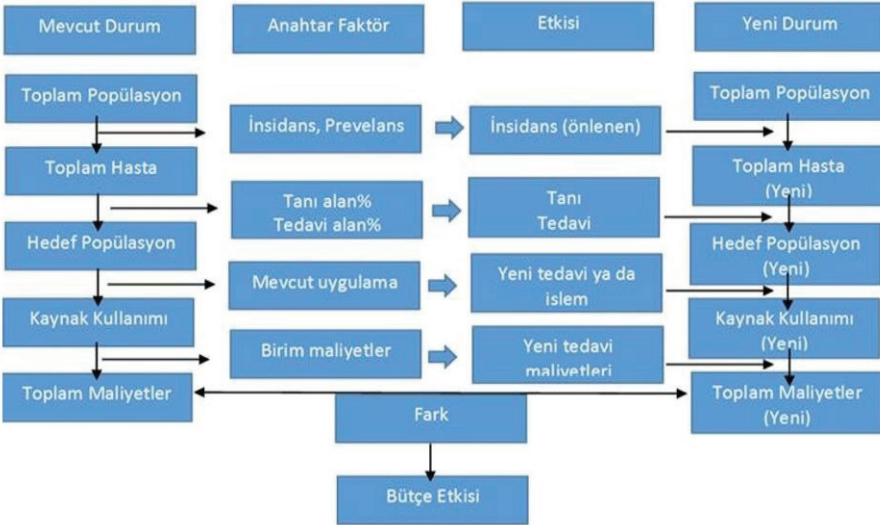 Mevcut Durum
Anahtar Faktör
Etkisi
Yeni Durum
Toplam Popülasyon
Toplam Popülasyon
İnsidans, Prevelans
İnsidans (önlenen)
Toplam Hasta
Toplam Hasta
(Yeni)
Tanı alan%
Tedavi alan%
Tanı
Tedavi
Hedef Popülasyon
Hedef Popülasyon
(Yeni)
Mevcut uygulama
Yeni tedavi ya da
islem
Kaynak Kullanımı
Kaynak Kullanımı
(Yeni)
Birim maliyetler
Yeni tedavi
maliyetleri
Toplam Maliyetler
Toplam Maliyetler
(Yeni)
Fark
Bütçe Etkisi